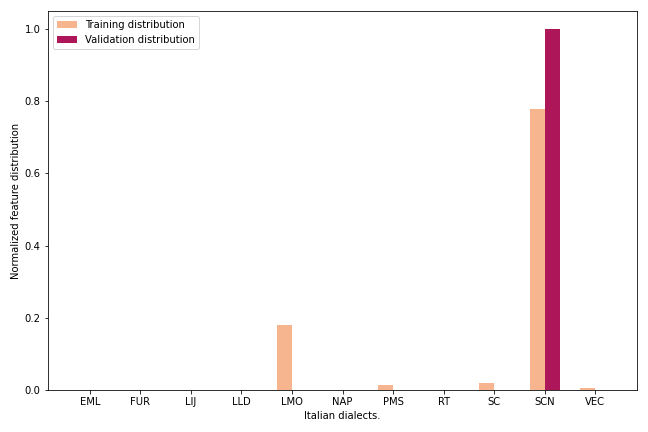 Training distribution
Validation distribution
Normalized feature distribution
1.0
0.8
0.6
0.4
0.2
0.0
EML FUR LIJ LLD LMO NAP PMS RT SC SCN VEC
Italian dialects.